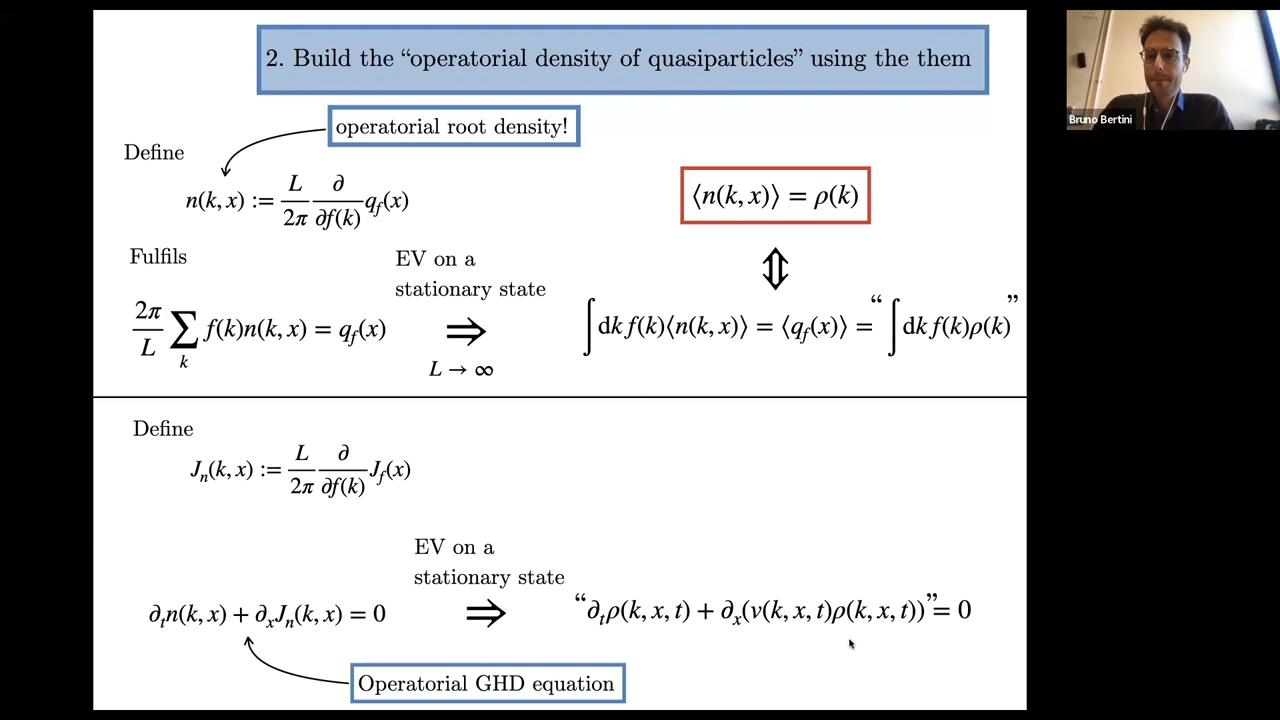 2. Build the “operatorial density of quasiparticles” using the them
operatorial root density!
Define
n(k, x) := L/2π ∂/∂f(k) q_f(x)
⟨n(k, x)⟩ = ρ(k)
Fulfils
EV on a
stationary state
2π/L ∑_k f(k)n(k, x) = q_f(x)
⇒
L → ∞
∫ dk f(k)⟨n(k, x)⟩ = ⟨q_f(x)⟩ = “∫ dk f(k)ρ(k)”
Define
J_n(k, x) := L/2π ∂/∂f(k) J_f(x)
EV on a
stationary state
∂_t n(k, x) + ∂_x J_n(k, x) = 0
⇒
“∂_t ρ(k, x, t) + ∂_x(v(k, x, t)ρ(k, x, t))” = 0
Operatorial GHD equation
Bruno Bertini